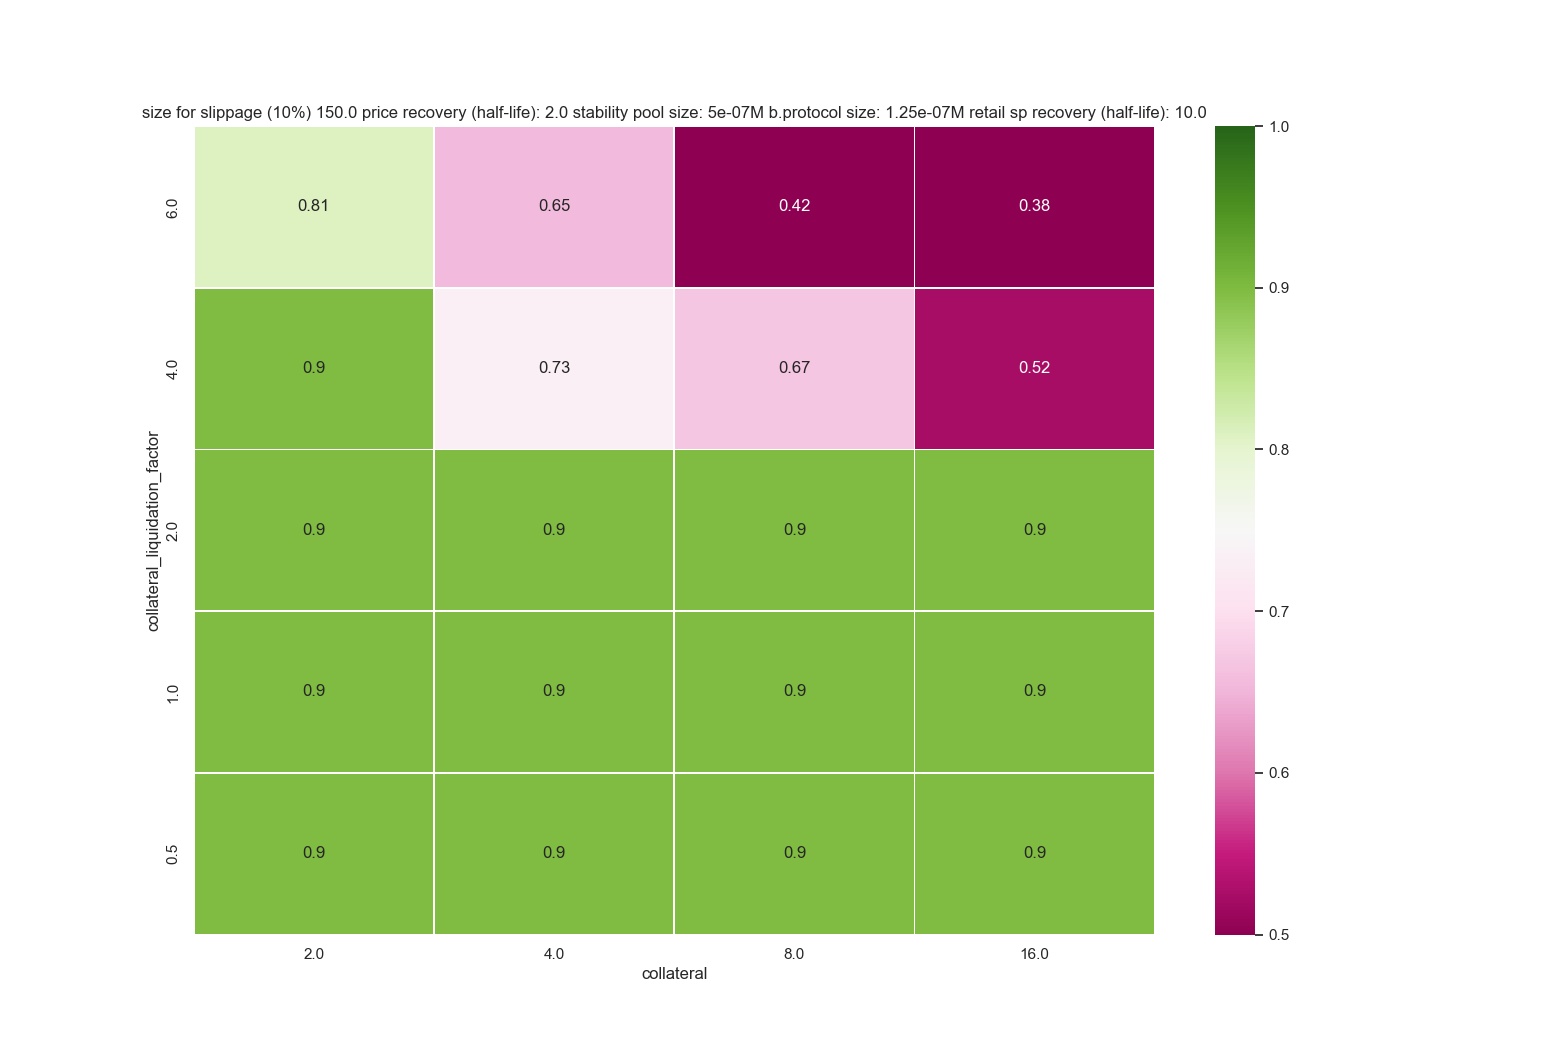 size for slippage (10%) 150.0 price recovery (half-life): 2.0 stability pool size: 5e-07M b.protocol size: 1.25e-07M retail sp recovery (half-life): 10.0
collateral_liquidation_factor
6.0 0.81 0.65 0.42 0.38
4.0 0.9 0.73 0.67 0.52
2.0 0.9 0.9 0.9 0.9
1.0 0.9 0.9 0.9 0.9
0.5 0.9 0.9 0.9 0.9
2.0 4.0 8.0 16.0
collateral
1.0
0.9
0.8
0.7
0.6
0.5